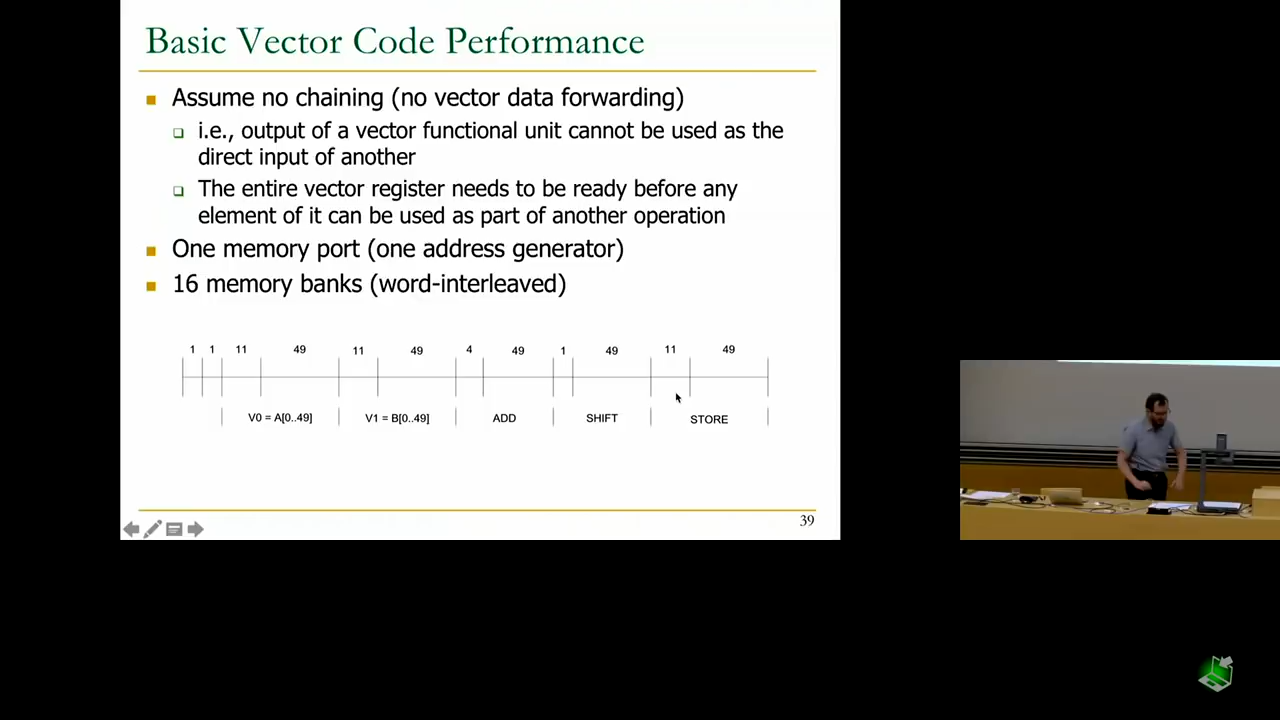 Basic Vector Code Performance
Assume no chaining (no vector data forwarding)
i.e., output of a vector functional unit cannot be used as the
direct input of another
The entire vector register needs to be ready before any
element of it can be used as part of another operation
One memory port (one address generator)
16 memory banks (word-interleaved)
1 1 11 49 11 49 4 49 1 49 11 49
V0 = A[0..49] V1 = B[0..49] ADD SHIFT STORE
39